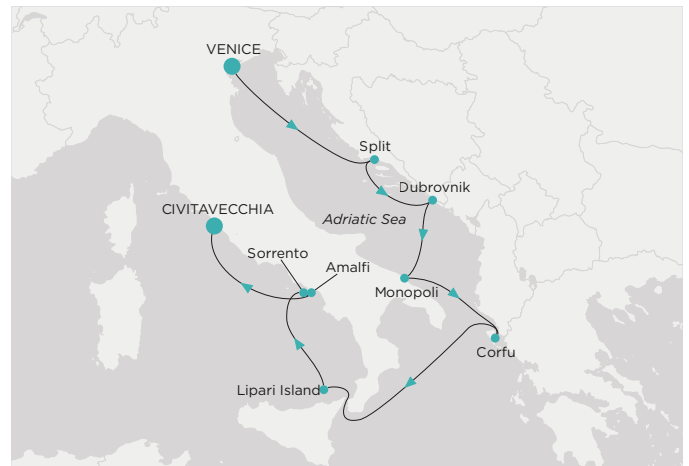 VENICE
Split
Dubrovnik
CIVITAVECCHIA
Adriatic Sea
Sorrento
Amalfi
Monopoli
Corfu
Lipari Island